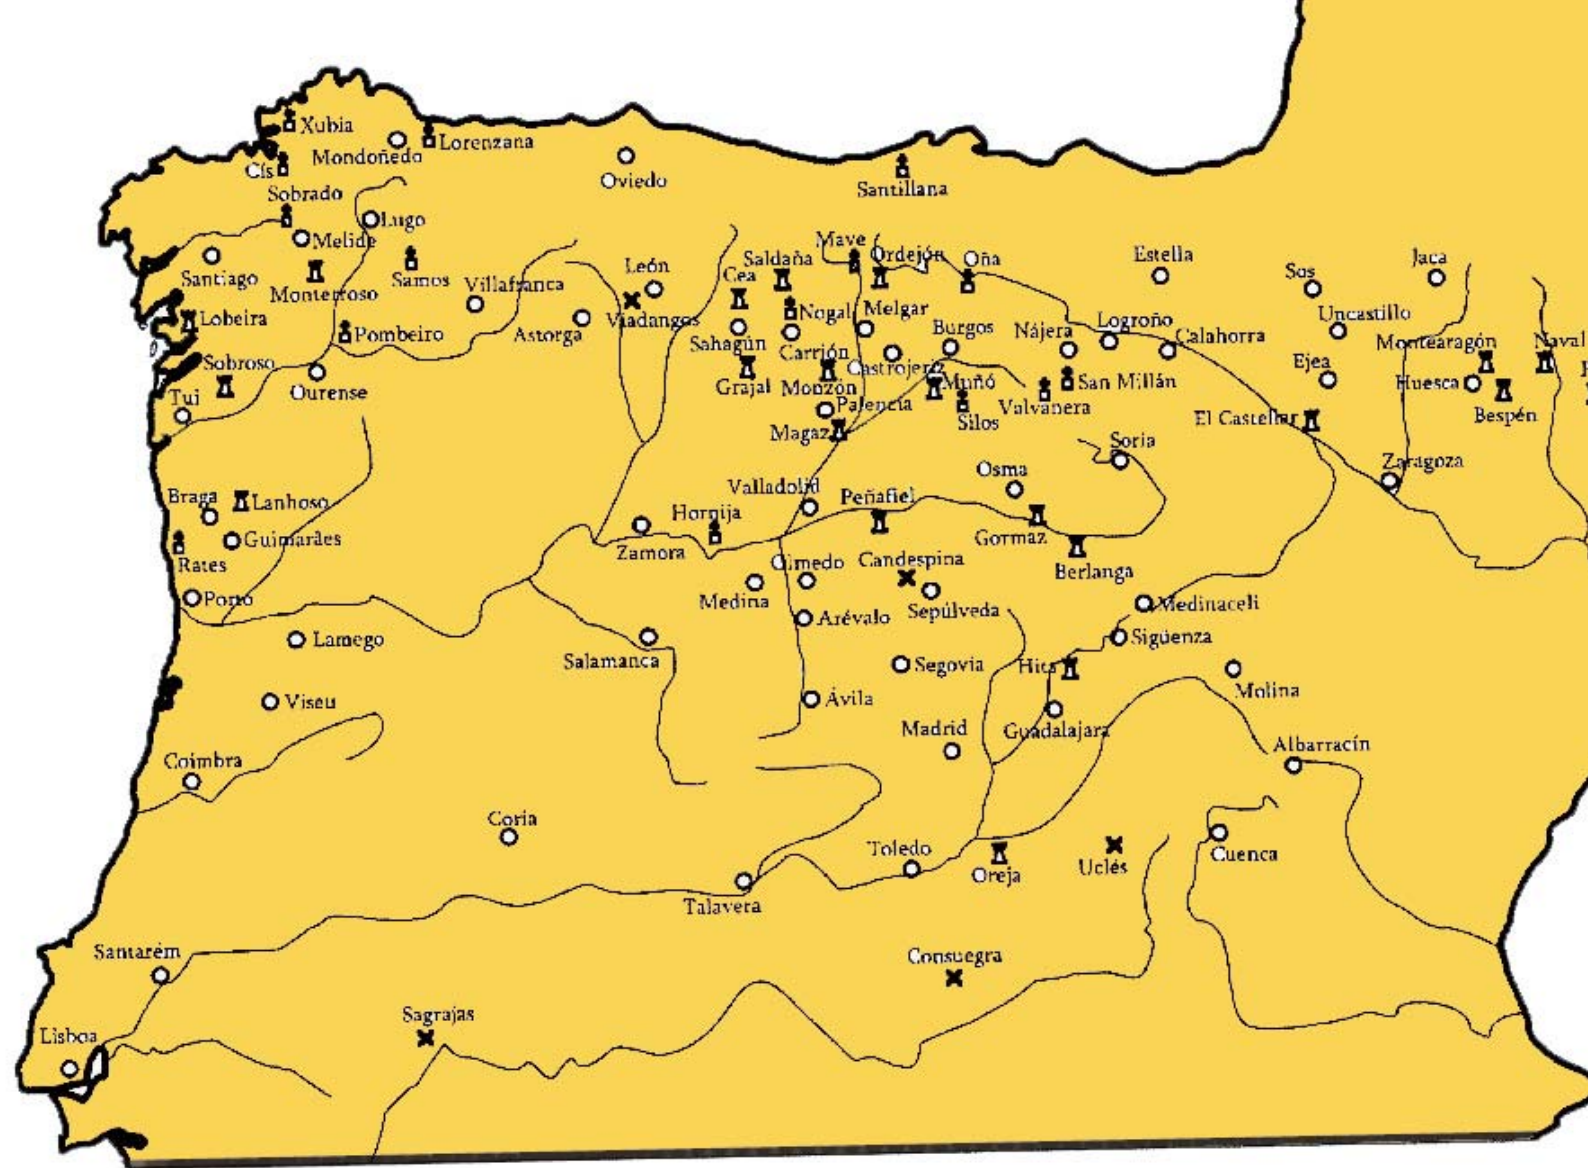 Xubia
Mondoñedo
Lorenzana
Cis
Oviedo
Santillana
Sobrado
Lugo
Melide
Santiago
Monterroso
Samos
Villafranca
León
Cea
Saldaña
Mave
Ordejón
Oña
Estella
Sos
Jaca
Lobeira
Pombeiro
Astorga
Viadangos
Nogal
Melgar
Burgos
Nájera
Logroño
Calahorra
Uncastillo
Sahagún
Carrión
Castrojeriz
Ejea
Montearagón
Naval
Sobroso
Ourense
Grajal
Monzón
Muñó
San Millán
Huesca
Tui
Palencia
Silos
Valvanera
El Castellar
Bespén
Magaz
Soria
Zaragoza
Osma
Braga
Lanhoso
Valladolid
Peñafiel
Hornija
Guimarães
Zamora
Gormaz
Rates
Olmedo
Candespina
Berlanga
Porto
Medina
Sepúlveda
Medinaceli
Arévalo
Lamego
Salamanca
Segovia
Hita
Sigüenza
Viseu
Ávila
Molina
Madrid
Guadalajara
Coimbra
Albarracín
Coria
Toledo
Oreja
Uclés
Cuenca
Talavera
Santarém
Consuegra
Sagrajas
Lisboa